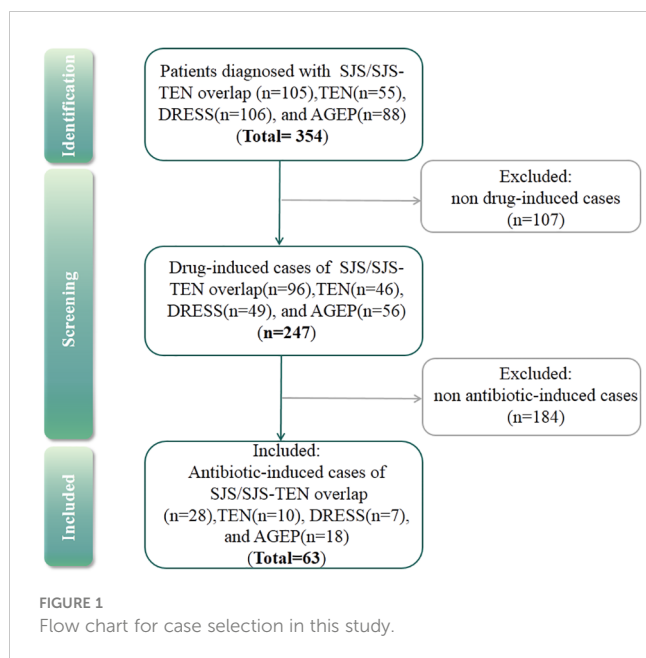 Identification
Patients diagnosed with SJS/SJS-
TEN overlap (n=105),TEN(n=55),
DRESS(n=106), and AGEP(n=88)
(Total= 354)
Excluded:
non drug-induced cases
(n=107)
Screening
Drug-induced cases of SJS/SJS-
TEN overlap(n=96),TEN(n=46),
DRESS(n=49), and AGEP(n=56)
(n=247)
Excluded:
non antibiotic-induced cases
(n=184)
Included
Included:
Antibiotic-induced cases of
SJS/SJS-TEN overlap
(n=28),TEN(n=10), DRESS(n=7),
and AGEP(n=18)
(Total=63)
FIGURE 1
Flow chart for case selection in this study.